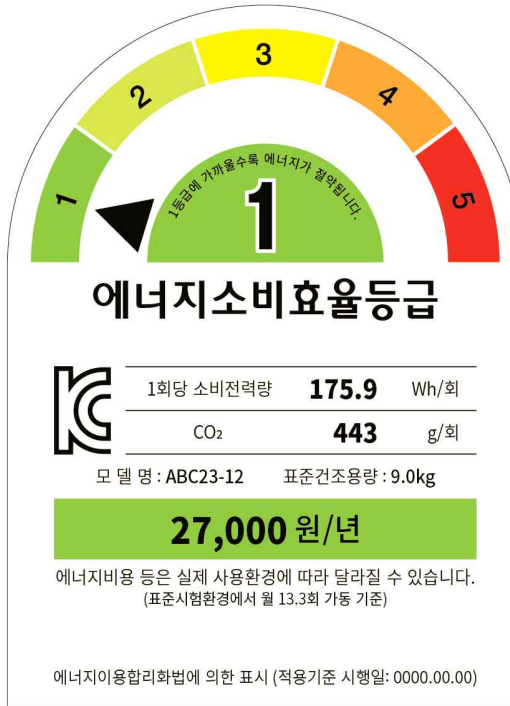 1
2
3
4
5
1등급에 가까울수록 에너지가 절약됩니다.
1
에너지소비효율등급
1회당 소비전력량 175.9 Wh/회
CO₂ 443 g/회
모 델 명 : ABC23-12 표준건조용량 : 9.0kg
27,000 원/년
에너지비용 등은 실제 사용환경에 따라 달라질 수 있습니다.
(표준시험환경에서 월 13.3회 가동 기준)
에너지이용합리화법에 의한 표시 (적용기준 시행일: 0000.00.00)